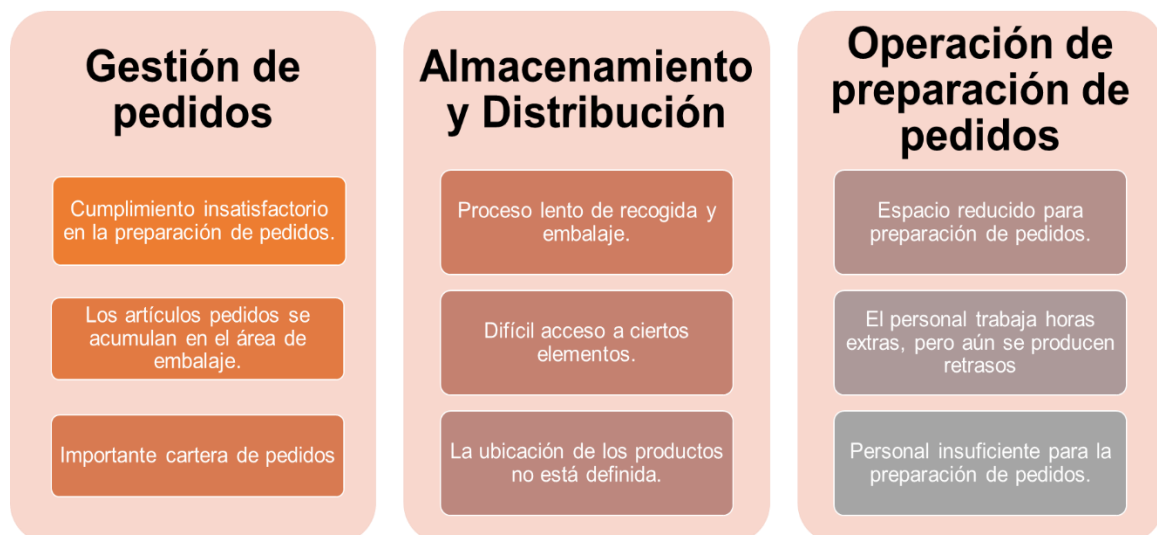 Gestión de
pedidos
Cumplimiento insatisfactorio
en la preparación de pedidos.
Los artículos pedidos se
acumulan en el área de
embalaje.
Importante cartera de pedidos
Almacenamiento
y Distribución
Proceso lento de recogida y
embalaje.
Difícil acceso a ciertos
elementos.
La ubicación de los productos
no está definida.
Operación de
preparación de
pedidos
Espacio reducido para
preparación de pedidos.
El personal trabaja horas
extras, pero aún se producen
retrasos
Personal insuficiente para la
preparación de pedidos.